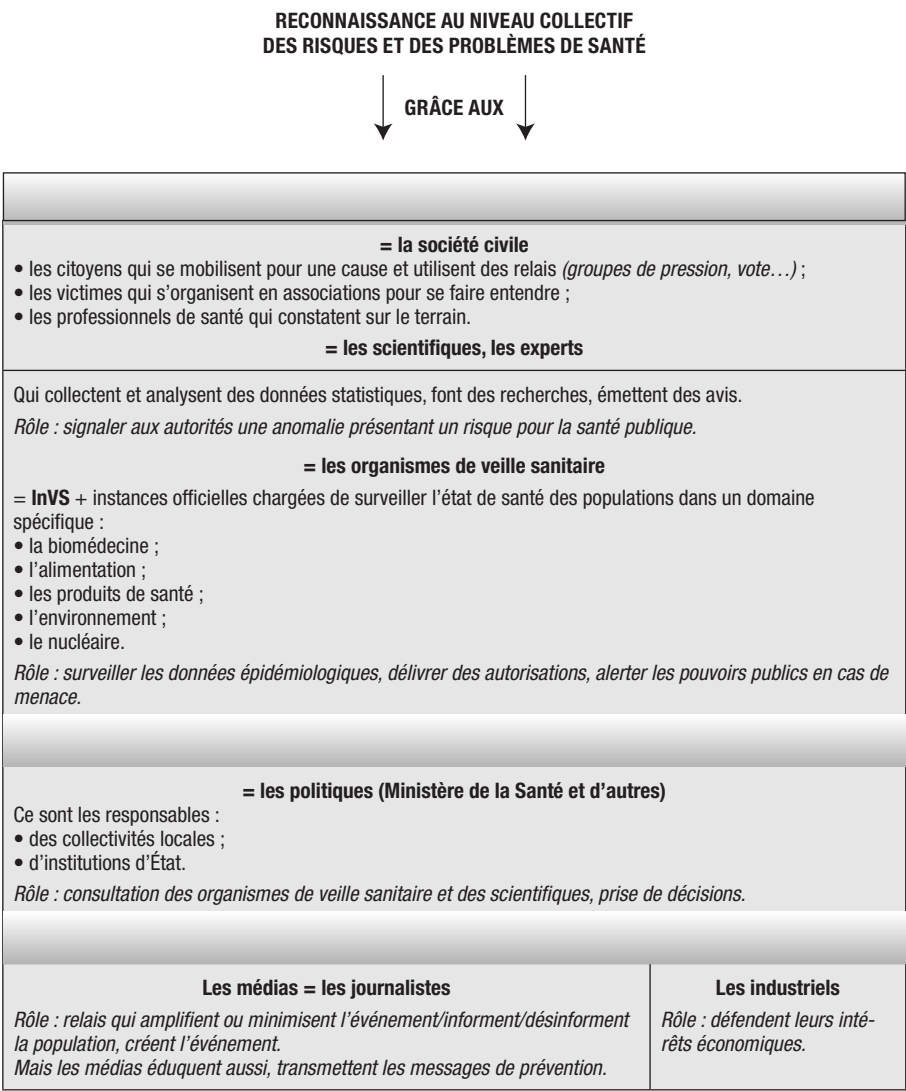 RECONNAISSANCE AU NIVEAU COLLECTIF
DES RISQUES ET DES PROBLÈMES DE SANTÉ
GRÂCE AUX
= la société civile
• les citoyens qui se mobilisent pour une cause et utilisent des relais (groupes de pression, vote…) ;
• les victimes qui s’organisent en associations pour se faire entendre ;
• les professionnels de santé qui constatent sur le terrain.
= les scientifiques, les experts
Qui collectent et analysent des données statistiques, font des recherches, émettent des avis.
Rôle : signaler aux autorités une anomalie présentant un risque pour la santé publique.
= les organismes de veille sanitaire
= InVS + instances officielles chargées de surveiller l’état de santé des populations dans un domaine
spécifique :
• la biomédecine ;
• l’alimentation ;
• les produits de santé ;
• l’environnement ;
• le nucléaire.
Rôle : surveiller les données épidémiologiques, délivrer des autorisations, alerter les pouvoirs publics en cas de
menace.
= les politiques (Ministère de la Santé et d’autres)
Ce sont les responsables :
• des collectivités locales ;
• d’institutions d’État.
Rôle : consultation des organismes de veille sanitaire et des scientifiques, prise de décisions.
Les médias = les journalistes
Rôle : relais qui amplifient ou minimisent l’événement/informent/désinforment
la population, créent l’événement.
Mais les médias éduquent aussi, transmettent les messages de prévention.
Les industriels
Rôle : défendent leurs inté-
rêts économiques.